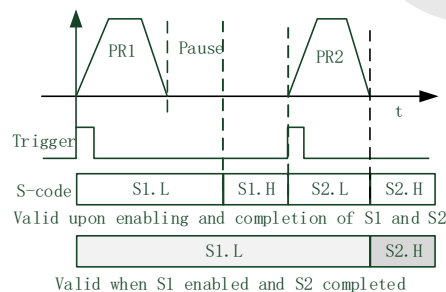 PR1
Pause
PR2
t
Trigger
S-code S1.L S1.H S2.L S2.H
Valid upon enabling and completion of S1 and S2
S1.L S2.H
Valid when S1 enabled and S2 completed